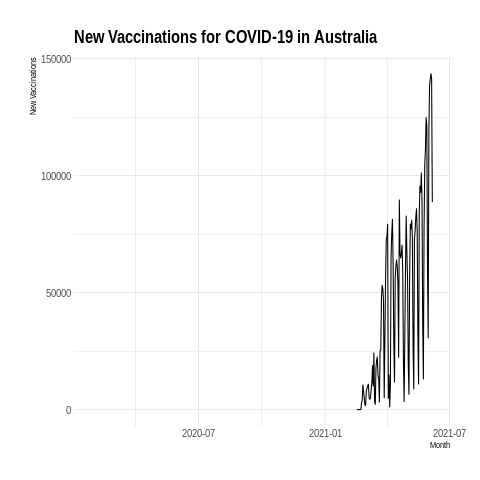 New Vaccinations for COVID-19 in Australia
New Vaccinations
150000
100000
50000
0
2020-07 2021-01 2021-07
Month